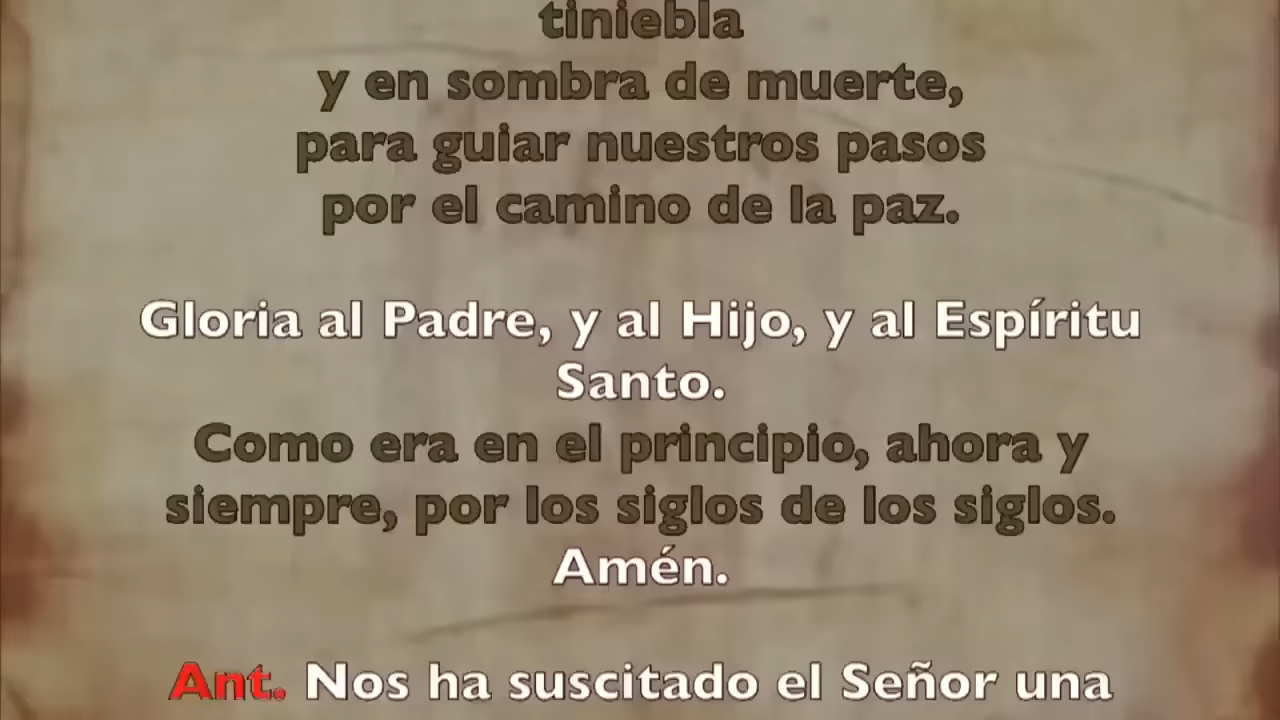 tiniebla
y en sombra de muerte,
para guiar nuestros pasos
por el camino de la paz.
Gloria al Padre, y al Hijo, y al Espíritu
Santo.
Como era en el principio, ahora y
siempre, por los siglos de los siglos.
Amén.
Ant. Nos ha suscitado el Señor una